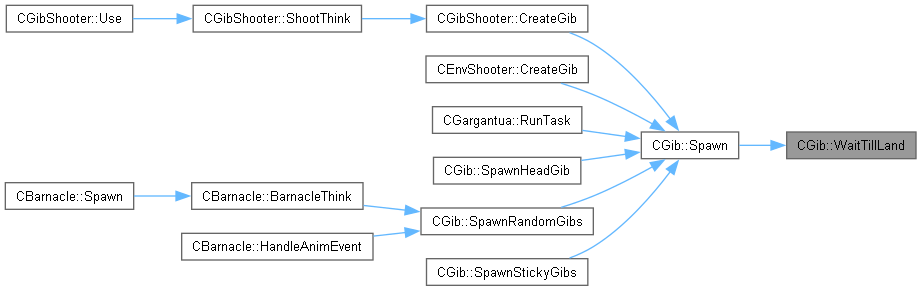 CGibShooter::Use
CGibShooter::ShootThink
CGibShooter::CreateGib
CEnvShooter::CreateGib
CGargantua::RunTask
CGib::Spawn
CGib::WaitTillLand
CGib::SpawnHeadGib
CBarnacle::Spawn
CBarnacle::BarnacleThink
CGib::SpawnRandomGibs
CBarnacle::HandleAnimEvent
CGib::SpawnStickyGibs